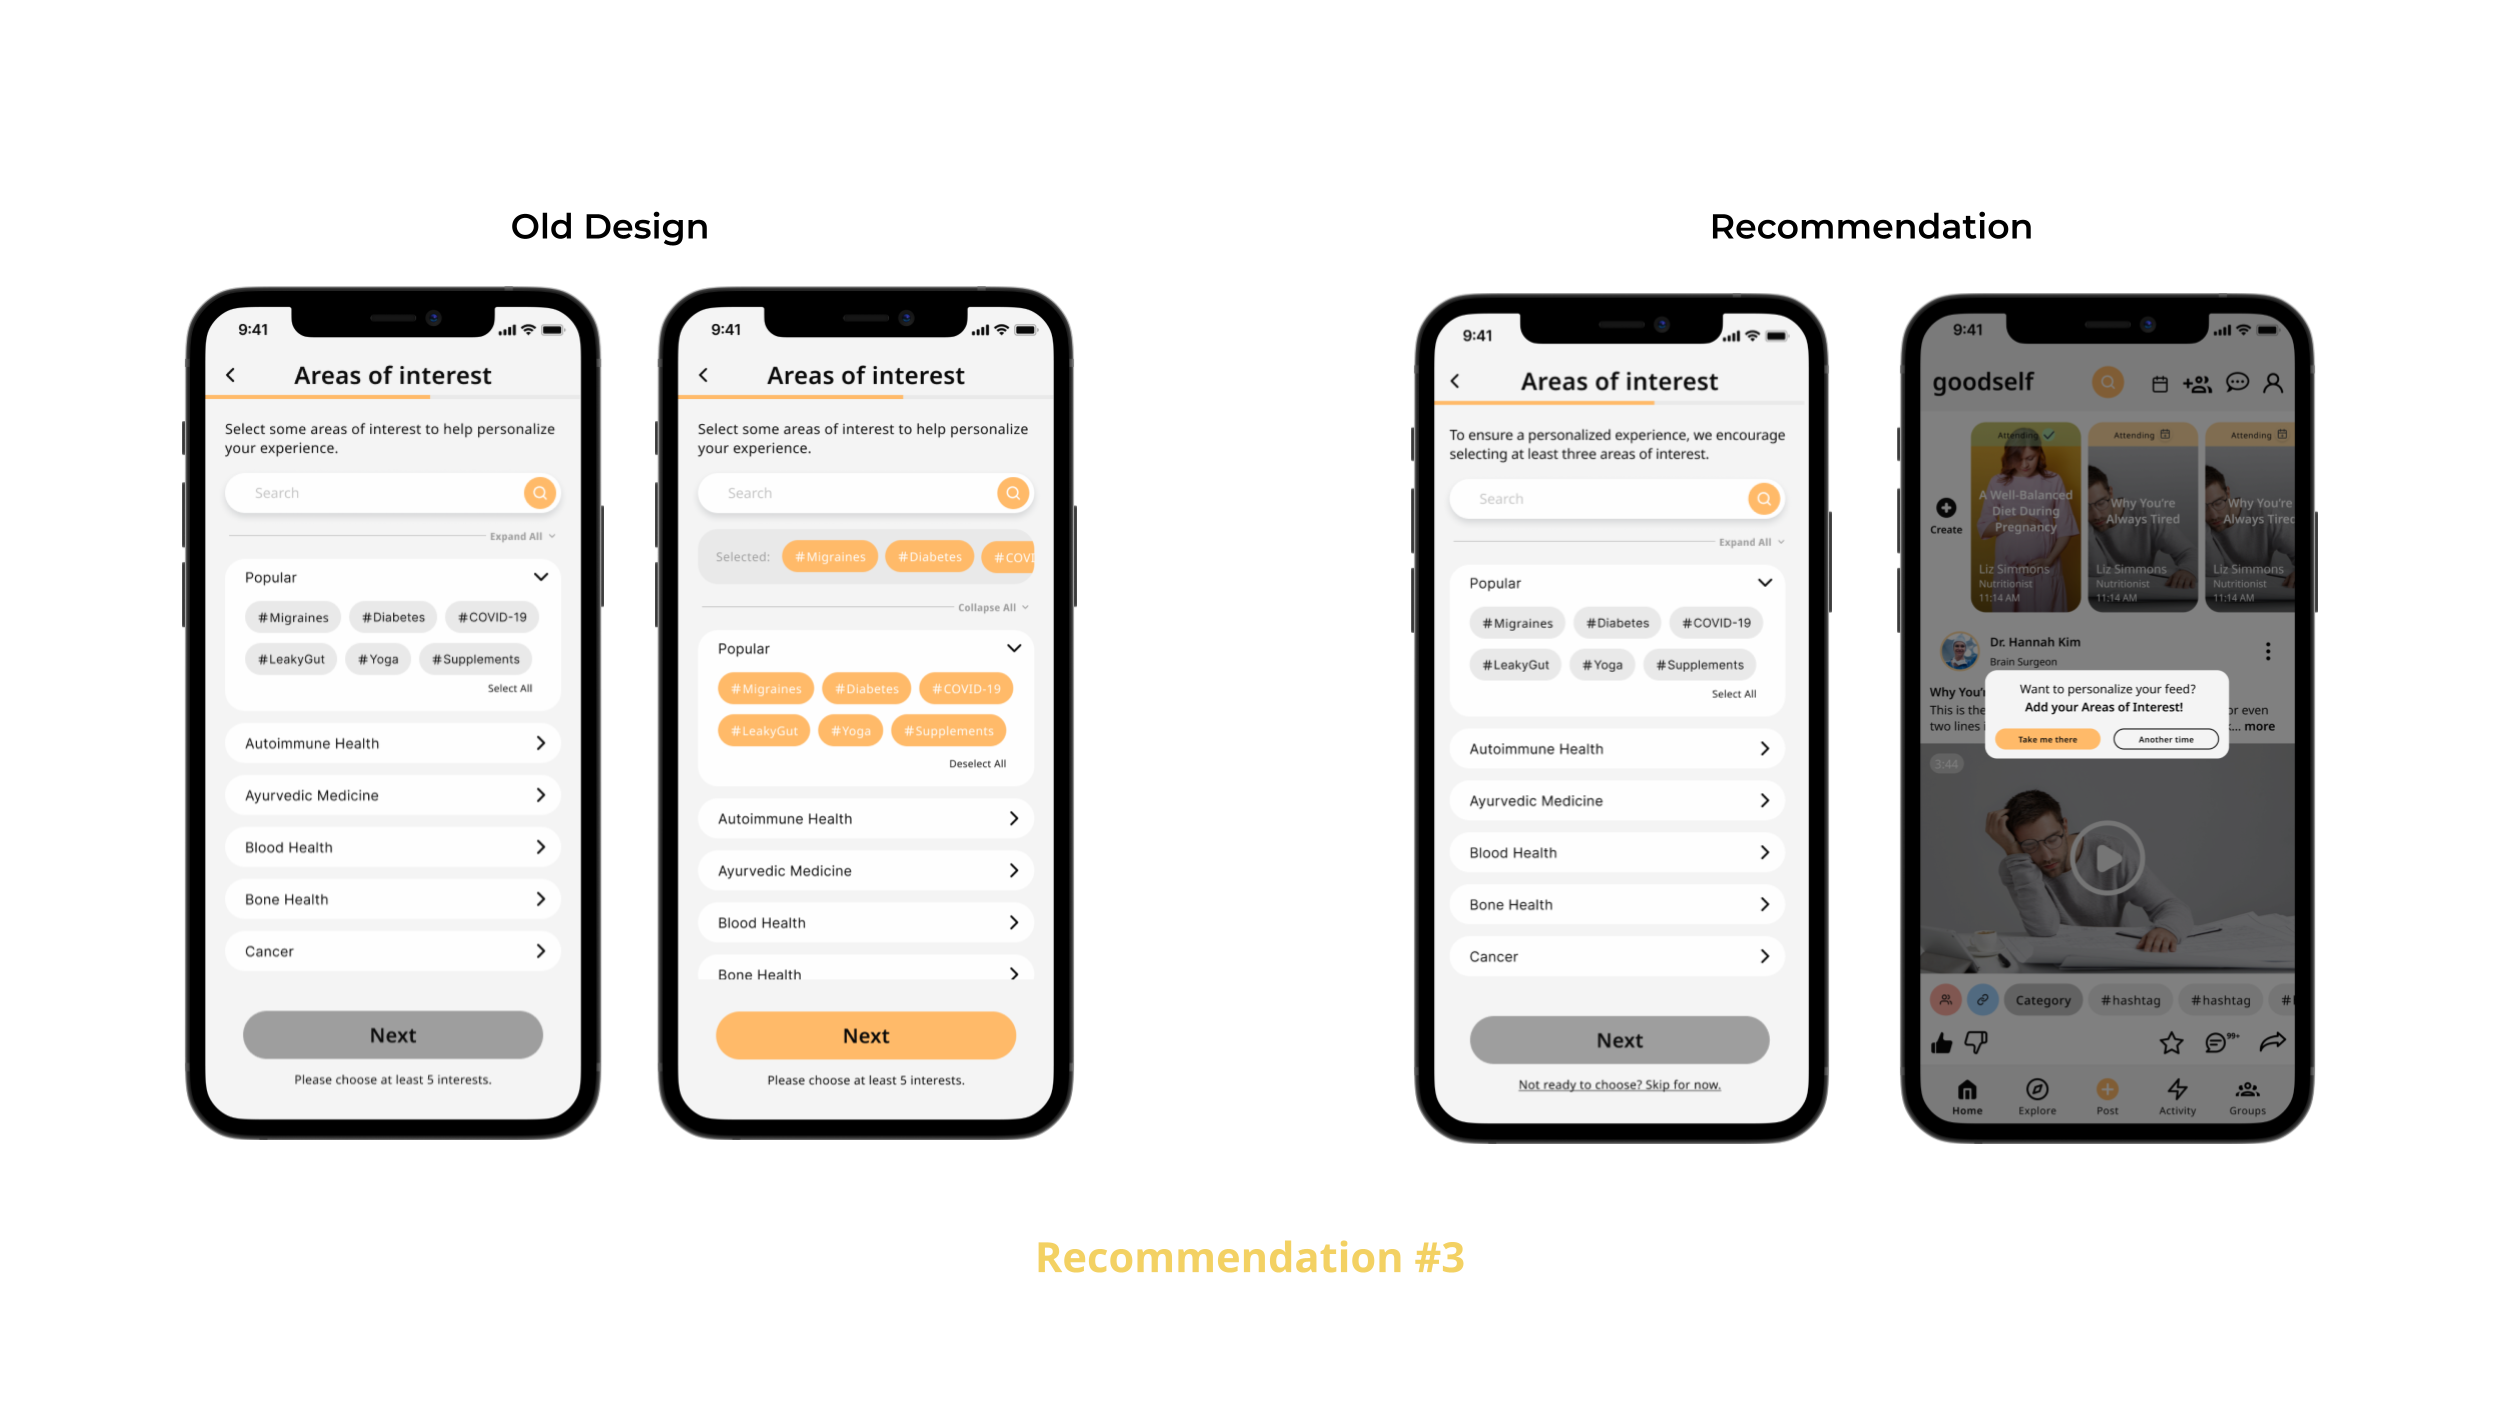 Old Design
Recommendation
9:41
Areas of interest
Select some areas of interest to help personalize
your experience.
Search
Expand All
Popular
#Migraines #Diabetes #COVID-19
#LeakyGut #Yoga #Supplements
Select All
Autoimmune Health
Ayurvedic Medicine
Blood Health
Bone Health
Cancer
Next
Please choose at least 5 interests.
9:41
Areas of interest
Select some areas of interest to help personalize
your experience.
Search
Selected: #Migraines #Diabetes #COVI
Collapse All
Popular
#Migraines #Diabetes #COVID-19
#LeakyGut #Yoga #Supplements
Deselect All
Autoimmune Health
Ayurvedic Medicine
Blood Health
Bone Health
Next
Please choose at least 5 interests.
9:41
Areas of interest
To ensure a personalized experience, we encourage
selecting at least three areas of interest.
Search
Expand All
Popular
#Migraines #Diabetes #COVID-19
#LeakyGut #Yoga #Supplements
Select All
Autoimmune Health
Ayurvedic Medicine
Blood Health
Bone Health
Cancer
Next
Not ready to choose? Skip for now.
9:41
goodself
Create
Attending
A Well-Balanced
Diet During
Pregnancy
Liz Simmons
Nutritionist
11:14 AM
Attending
Why You're
Always Tired
Liz Simmons
Nutritionist
11:14 AM
Attending
Why You're
Always Tired
Liz Simmons
Nutritionist
11:14 AM
Dr. Hannah Kim
Brain Surgeon
Why You'r
This is the or even
two lines i ... more
Want to personalize your feed?
Add your Areas of Interest!
Take me there
Another time
3:44
Category #hashtag #hashtag #
99+
Home Explore Post Activity Groups
Recommendation #3